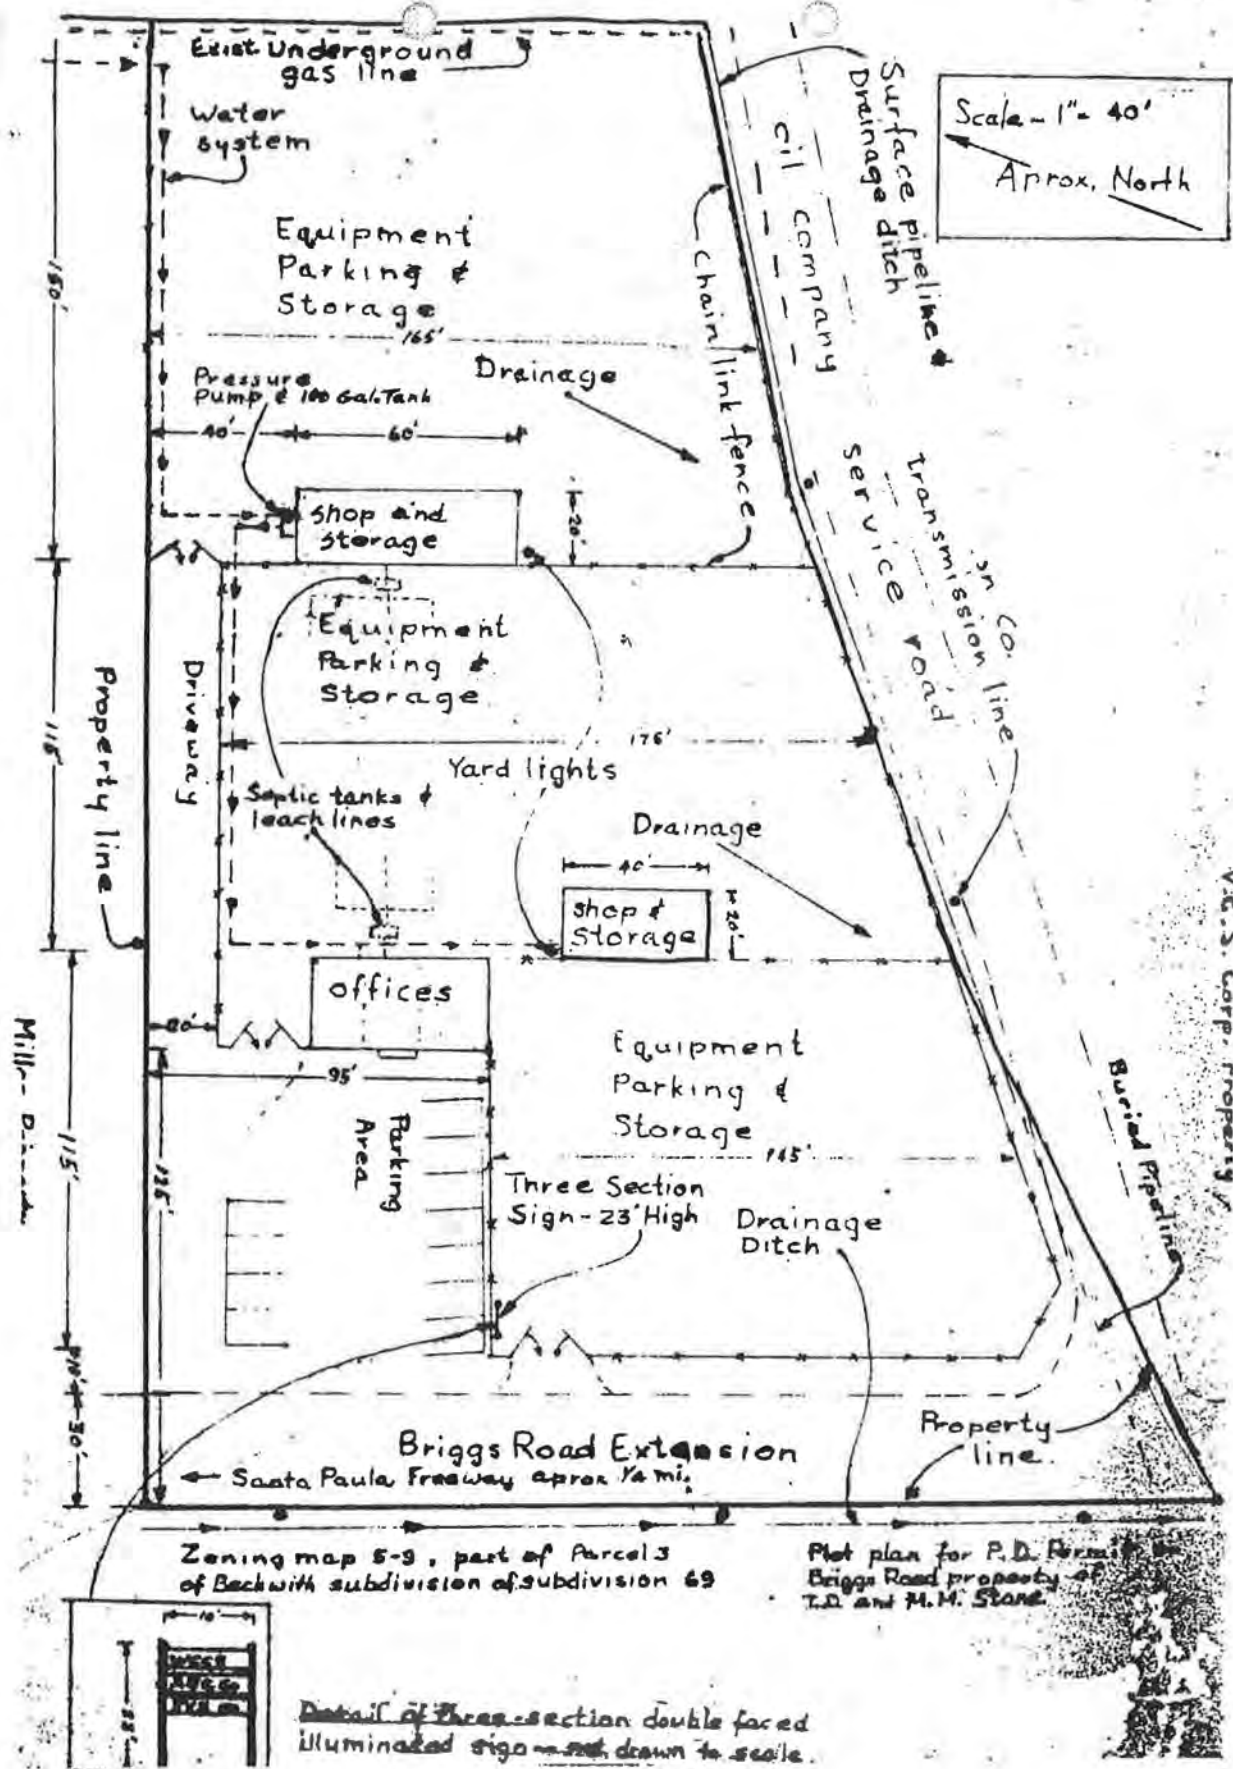 Exist. Underground
gas line
Water
system
Surface pipeline &
Drainage ditch
Scale - 1" = 40'
Aprox. North
oil company
service road
Equipment
Parking &
Storage
165'
Chain link fence
Drainage
Pressure
Pump & 100 Gal. Tank
40'
60'
shop and
storage
20'
transmission line
Co.
Equipment
Parking &
Storage
Driveway
Property line
115'
176'
Yard lights
Septic tanks &
leach lines
Drainage
40'
shop &
Storage
20'
offices
20'
95'
Equipment
Parking &
Storage
145'
Corp. Property
Buried Pipeline
Parking
Area
Three Section
Sign - 23' High
Drainage
Ditch
115'
30'
Property
line.
Briggs Road Extension
Santa Paula Freeway aprox 1/4 mi.
Zoning map 5-9, part of Parcel 3
of Beckwith subdivision of subdivision 69
Plot plan for P.D. Permit
Briggs Road property of
T.D. and M.M. Stone
10'
Detail of three-section double faced
illuminated sign - not drawn to scale.